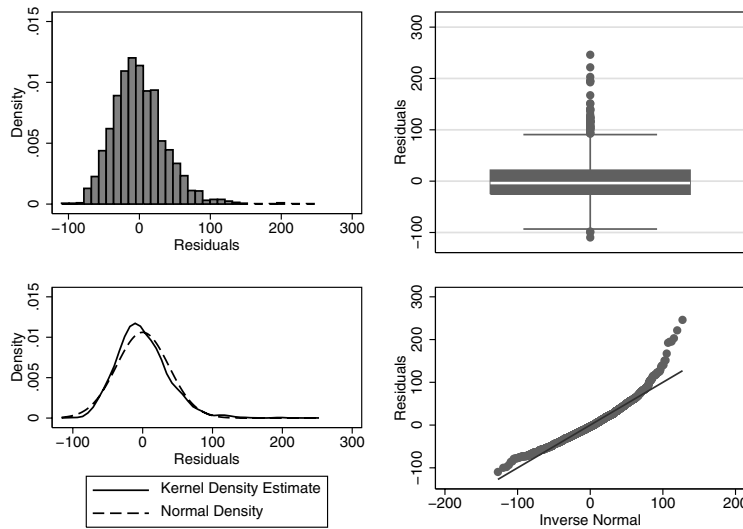 Density
.015
.01
.005
0
−100 0 100 200 300
Residuals
Residuals
300
200
100
0
−100
Density
.015
.01
.005
0
−100 0 100 200 300
Residuals
Kernel Density Estimate
Normal Density
Residuals
300
200
100
0
−100
−200 −100 0 100 200
Inverse Normal